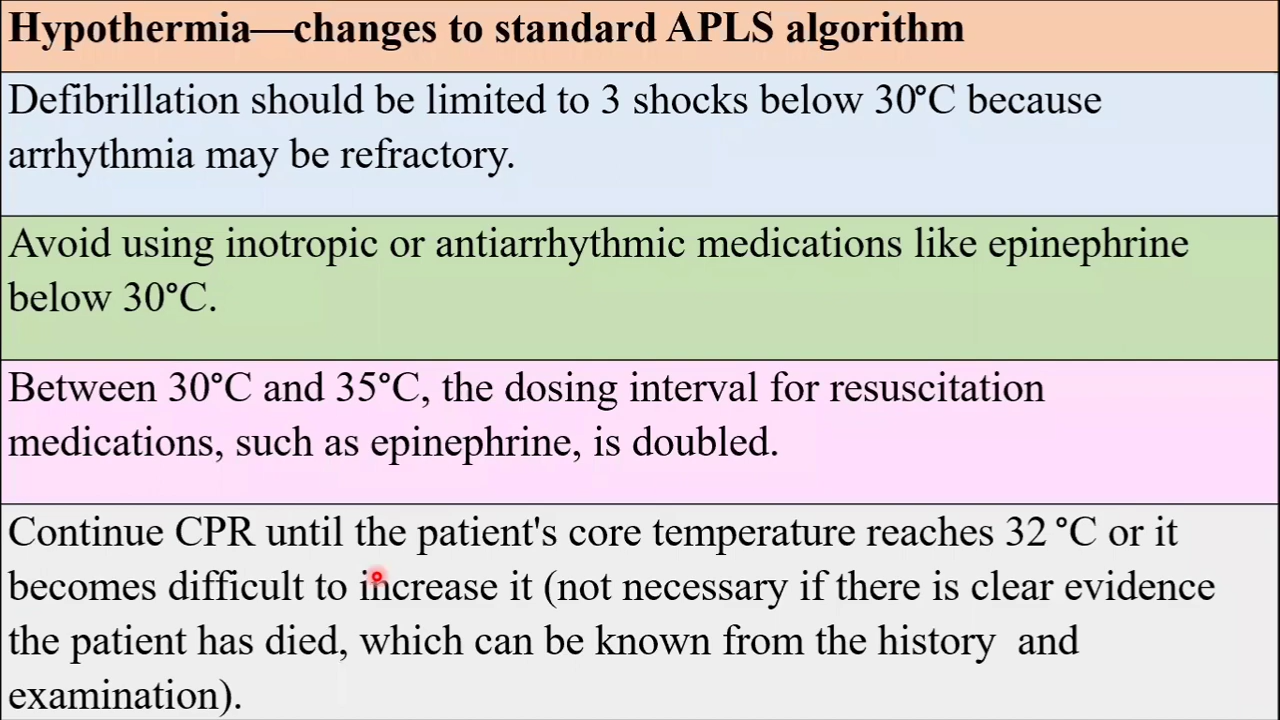 Hypothermia—changes to standard APLS algorithm
Defibrillation should be limited to 3 shocks below 30°C because
arrhythmia may be refractory.
Avoid using inotropic or antiarrhythmic medications like epinephrine
below 30°C.
Between 30°C and 35°C, the dosing interval for resuscitation
medications, such as epinephrine, is doubled.
Continue CPR until the patient's core temperature reaches 32 °C or it
becomes difficult to increase it (not necessary if there is clear evidence
the patient has died, which can be known from the history  and
examination).